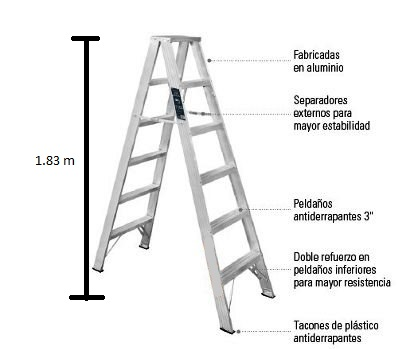 Fabricadas
en aluminio
Separadores
externos para
mayor estabilidad
1.83 m
Peldaños
antiderrapantes 3"
Doble refuerzo en
peldaños inferiores
para mayor resistencia
Tacones de plástico
antiderrapantes